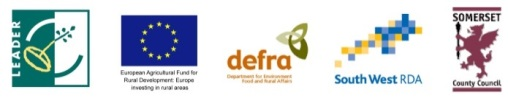 LEADER
European Agricultural Fund for
Rural Development: Europe
investing in rural areas
defra
Department for Environment
Food and Rural Affairs
South West RDA
SOMERSET
County Council